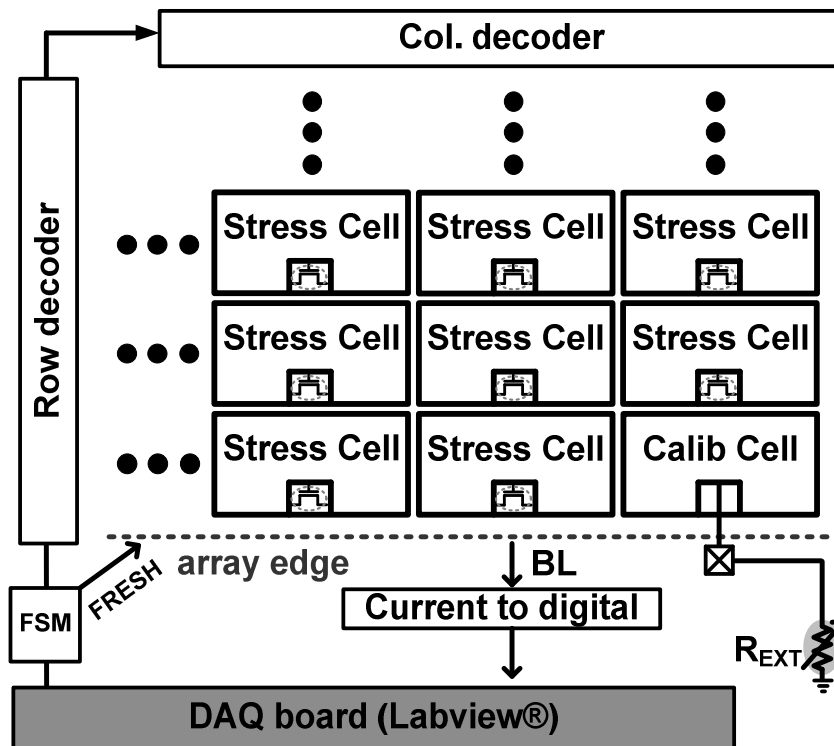 Col. decoder
Row decoder
Stress Cell Stress Cell Stress Cell
Stress Cell Stress Cell Stress Cell
Stress Cell Stress Cell Calib Cell
array edge
BL
FRESH
FSM
Current to digital
REXT
DAQ board (Labview®)